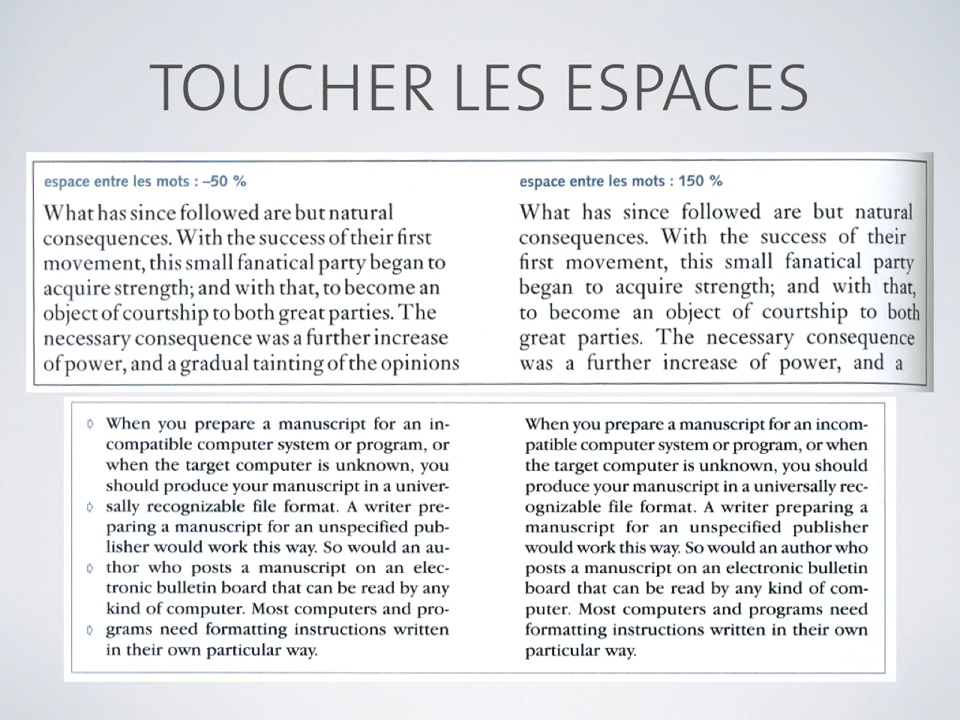 TOUCHER LES ESPACES
espace entre les mots : –50 %
What has since followed are but natural
consequences. With the success of their first
movement, this small fanatical party began to
acquire strength; and with that, to become an
object of courtship to both great parties. The
necessary consequence was a further increase
of power, and a gradual tainting of the opinions
espace entre les mots : 150 %
What has since followed are but natural
consequences. With the success of their
first movement, this small fanatical party
began to acquire strength; and with that,
to become an object of courtship to both
great parties. The necessary consequence
was a further increase of power, and a
When you prepare a manuscript for an in-
compatible computer system or program, or
when the target computer is unknown, you
should produce your manuscript in a univer-
sally recognizable file format. A writer pre-
paring a manuscript for an unspecified pub-
lisher would work this way. So would an au-
thor who posts a manuscript on an elec-
tronic bulletin board that can be read by any
kind of computer. Most computers and pro-
grams need formatting instructions written
in their own particular way.
When you prepare a manuscript for an incom-
patible computer system or program, or when
the target computer is unknown, you should
produce your manuscript in a universally rec-
ognizable file format. A writer preparing a
manuscript for an unspecified publisher
would work this way. So would an author who
posts a manuscript on an electronic bulletin
board that can be read by any kind of com-
puter. Most computers and programs need
formatting instructions written in their own
particular way.